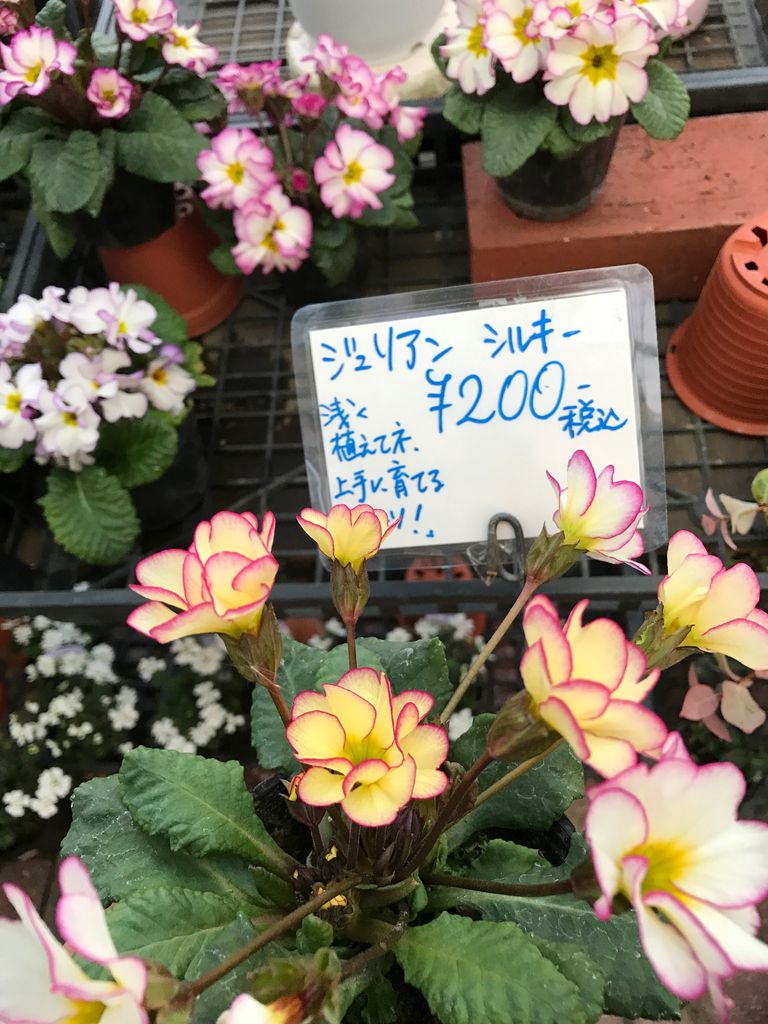 ジュリアン シルキー
¥200-
税込
浅く
植えてネ、
上手に育てる
!